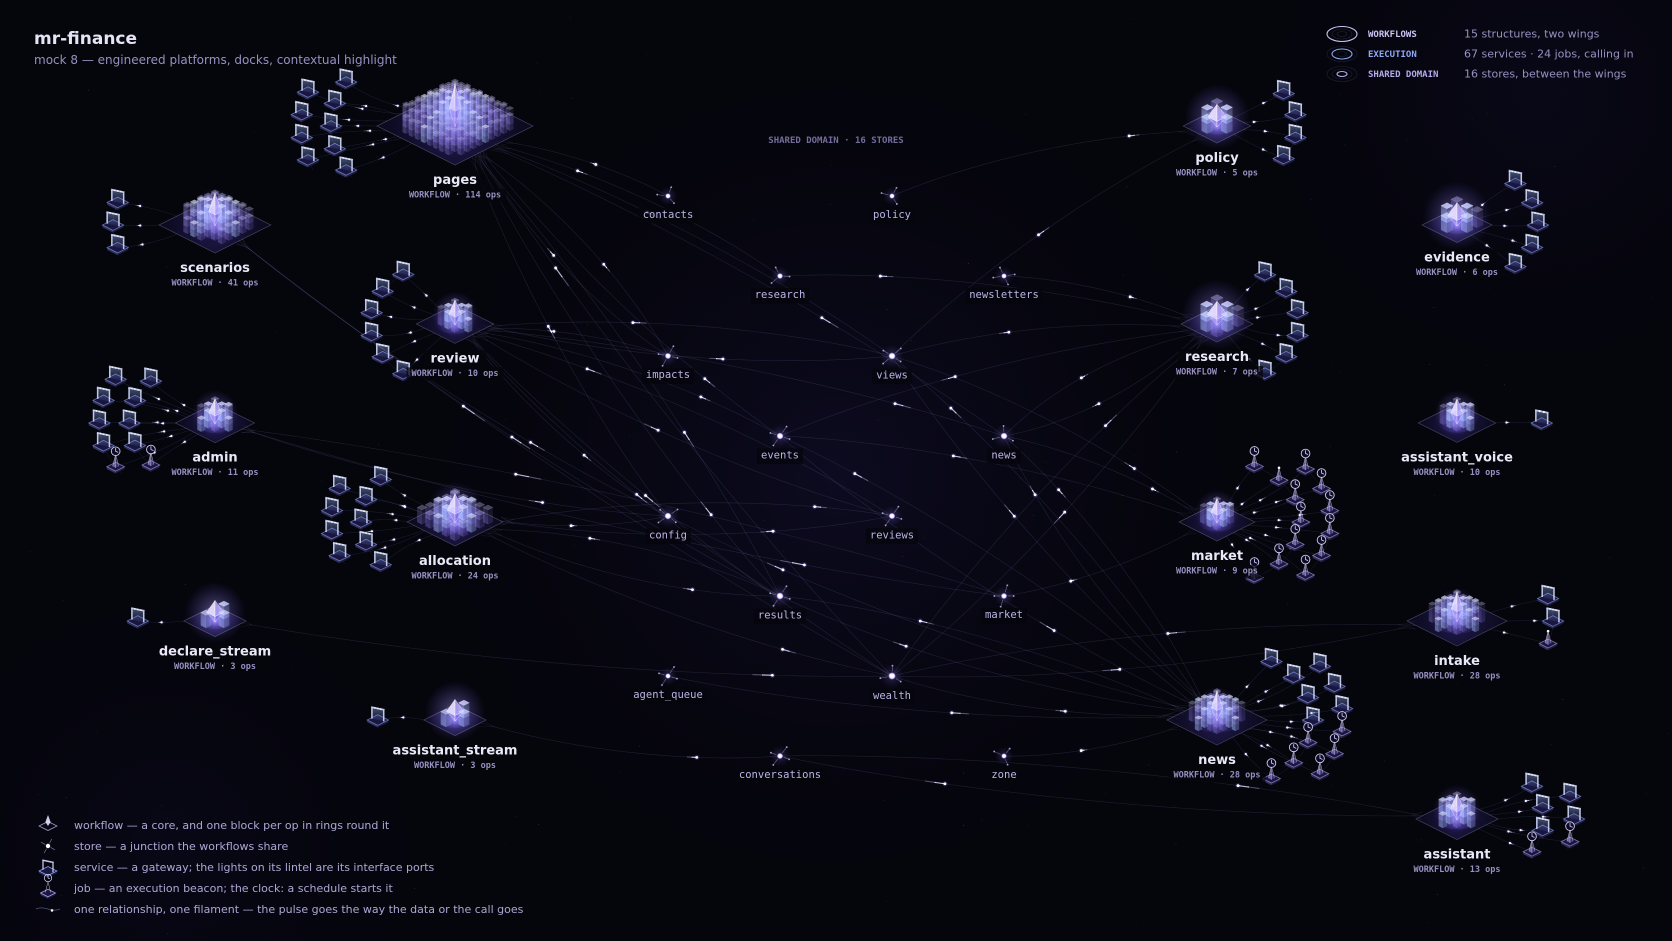 mr-finance
mock 8 — engineered platforms, docks, contextual highlight
WORKFLOWS 15 structures, two wings
EXECUTION 67 services · 24 jobs, calling in
SHARED DOMAIN 16 stores, between the wings
SHARED DOMAIN · 16 STORES
pages
WORKFLOW · 114 ops
policy
WORKFLOW · 5 ops
contacts
policy
scenarios
WORKFLOW · 41 ops
evidence
WORKFLOW · 6 ops
research
newsletters
review
WORKFLOW · 10 ops
research
WORKFLOW · 7 ops
impacts
views
admin
WORKFLOW · 11 ops
events
news
assistant_voice
WORKFLOW · 10 ops
config
reviews
allocation
WORKFLOW · 24 ops
market
WORKFLOW · 9 ops
results
market
declare_stream
WORKFLOW · 3 ops
intake
WORKFLOW · 28 ops
agent_queue
wealth
assistant_stream
WORKFLOW · 3 ops
news
WORKFLOW · 28 ops
conversations
zone
assistant
WORKFLOW · 13 ops
workflow — a core, and one block per op in rings round it
store — a junction the workflows share
service — a gateway; the lights on its lintel are its interface ports
job — an execution beacon; the clock: a schedule starts it
one relationship, one filament — the pulse goes the way the data or the call goes